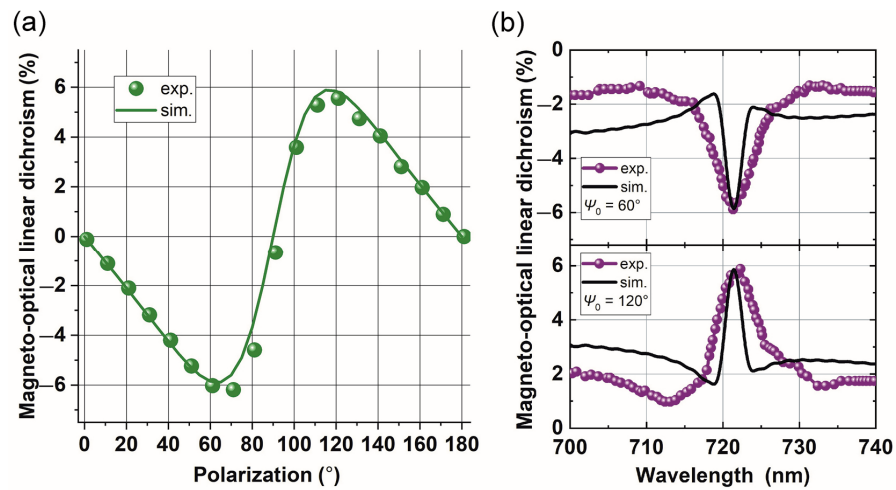 (a)
Magneto-optical linear dichroism (%)
6
4
2
0
−2
−4
−6
exp.
sim.
0 20 40 60 80 100 120 140 160 180
Polarization (°)
(b)
Magneto-optical linear dichroism (%)
0
−2
−4
−6
exp.
sim.
Ψ0 = 60°
6
4
2
0
exp.
sim.
Ψ0 = 120°
700 710 720 730 740
Wavelength (nm)